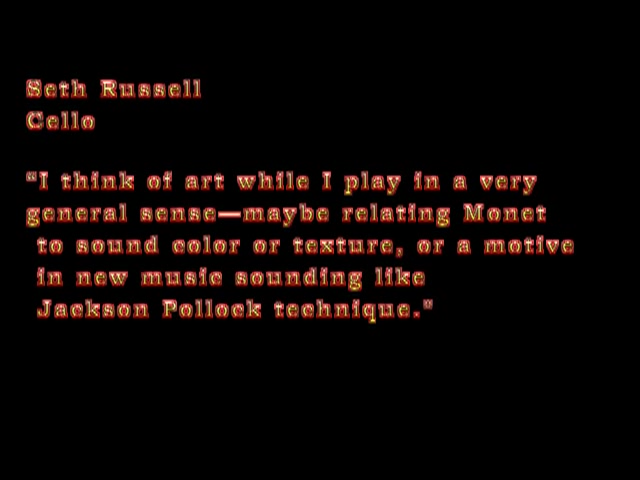 Seth Russell
Cello
"I think of art while I play in a very
general sense—maybe relating Monet
to sound color or texture, or a motive
in new music sounding like
Jackson Pollock technique."